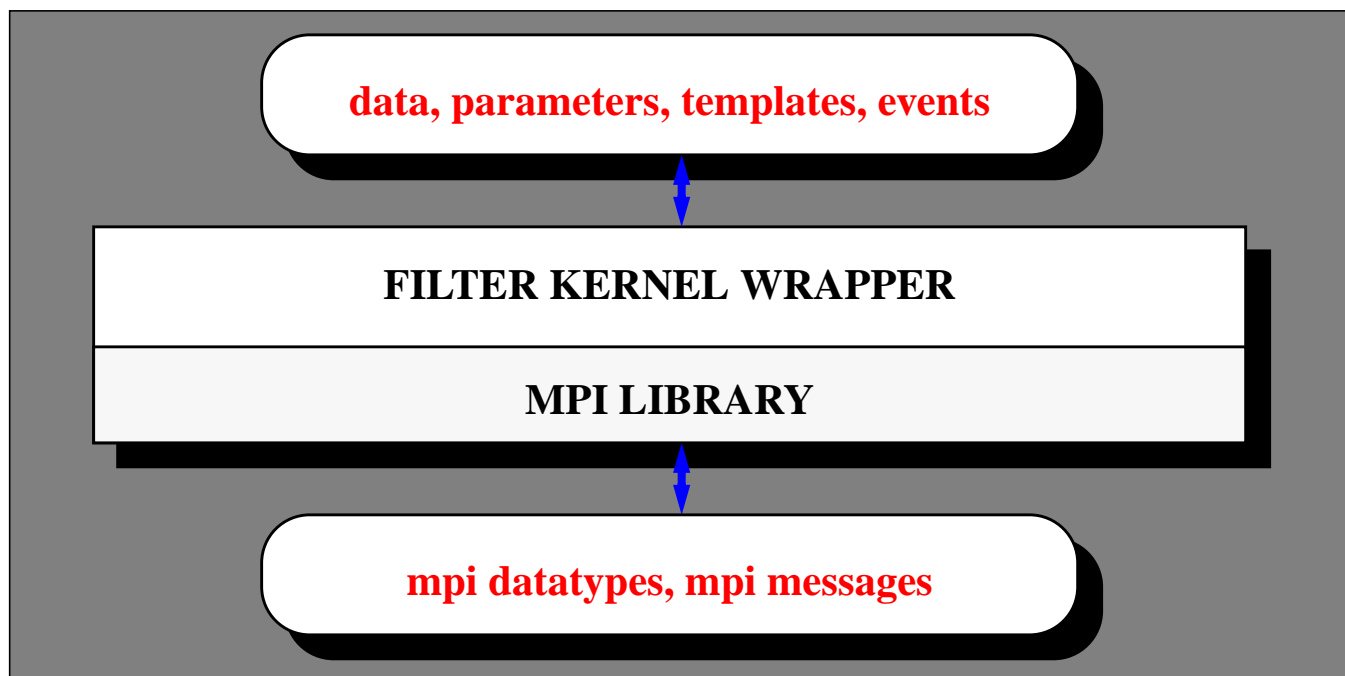 data, parameters, templates, events
FILTER KERNEL WRAPPER
MPI LIBRARY
mpi datatypes, mpi messages